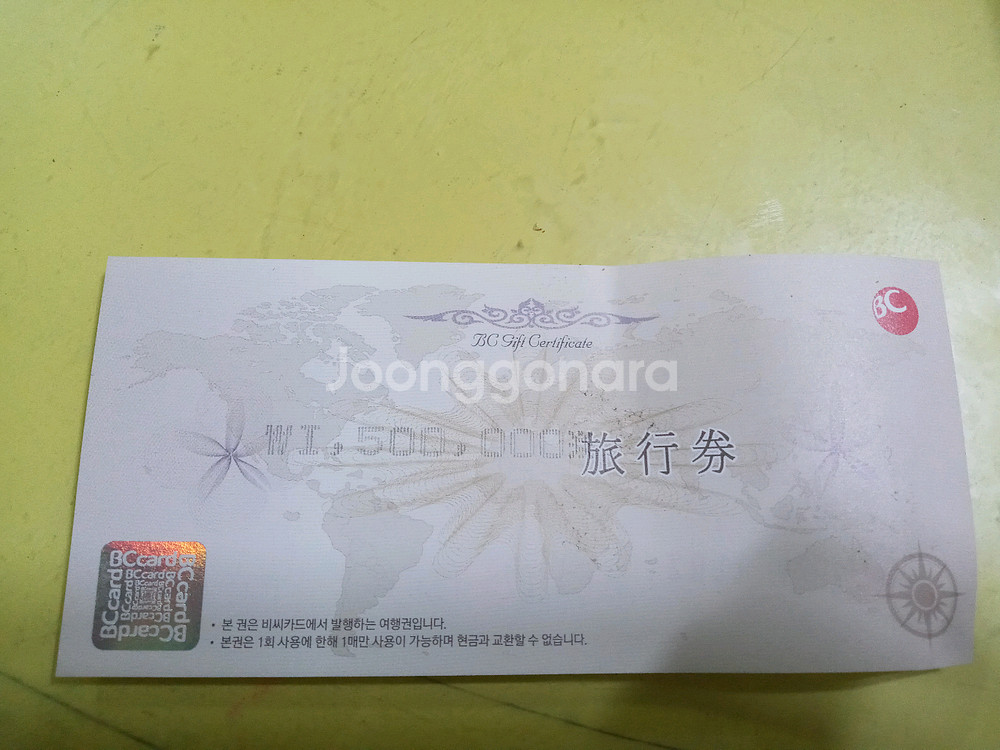 BC
BC Gift Certificate
Joonggonara
₩1,500,000※
旅行券
BCcard
BCcard
BCcard
BCcard
• 본 권은 비씨카드에서 발행하는 여행권입니다.
• 본권은 1회 사용에 한해 1매만 사용이 가능하며 현금과 교환할 수 없습니다.